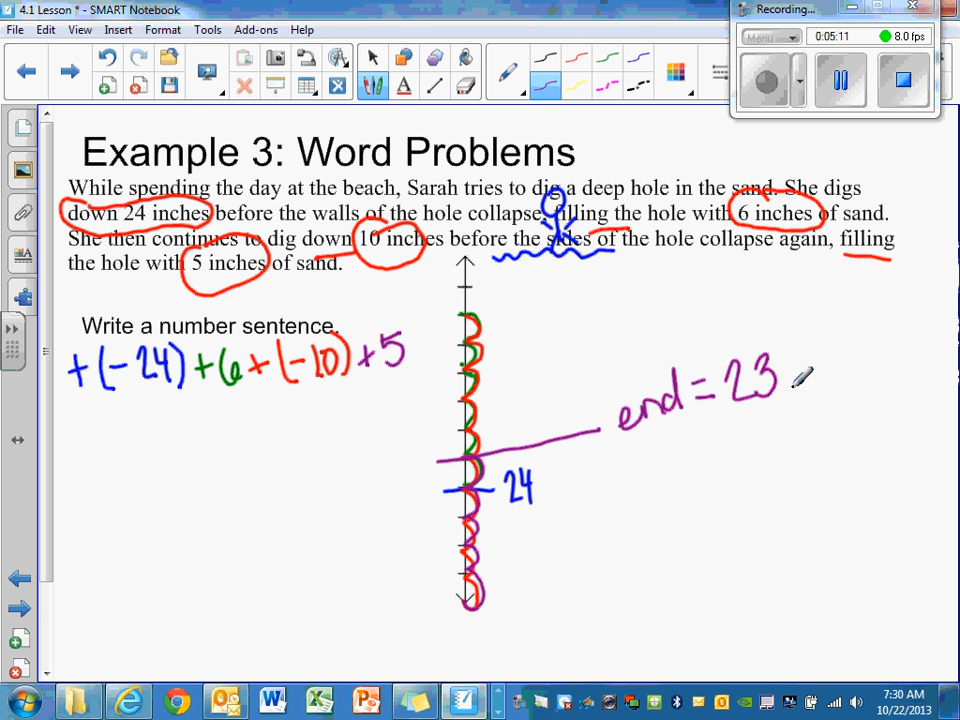 4.1 Lesson * - SMART Notebook
Recording...
File Edit View Insert Format Tools Add-ons Help
Menu
0:05:11
8.0 fps
Example 3: Word Problems
While spending the day at the beach, Sarah tries to dig a deep hole in the sand. She digs
down 24 inches before the walls of the hole collapse, filling the hole with 6 inches of sand.
She then continues to dig down 10 inches before the sides of the hole collapse again, filling
the hole with 5 inches of sand.
Write a number sentence.
+(-24)+6+(-10)+5
end = 23
24
7:30 AM
10/22/2013